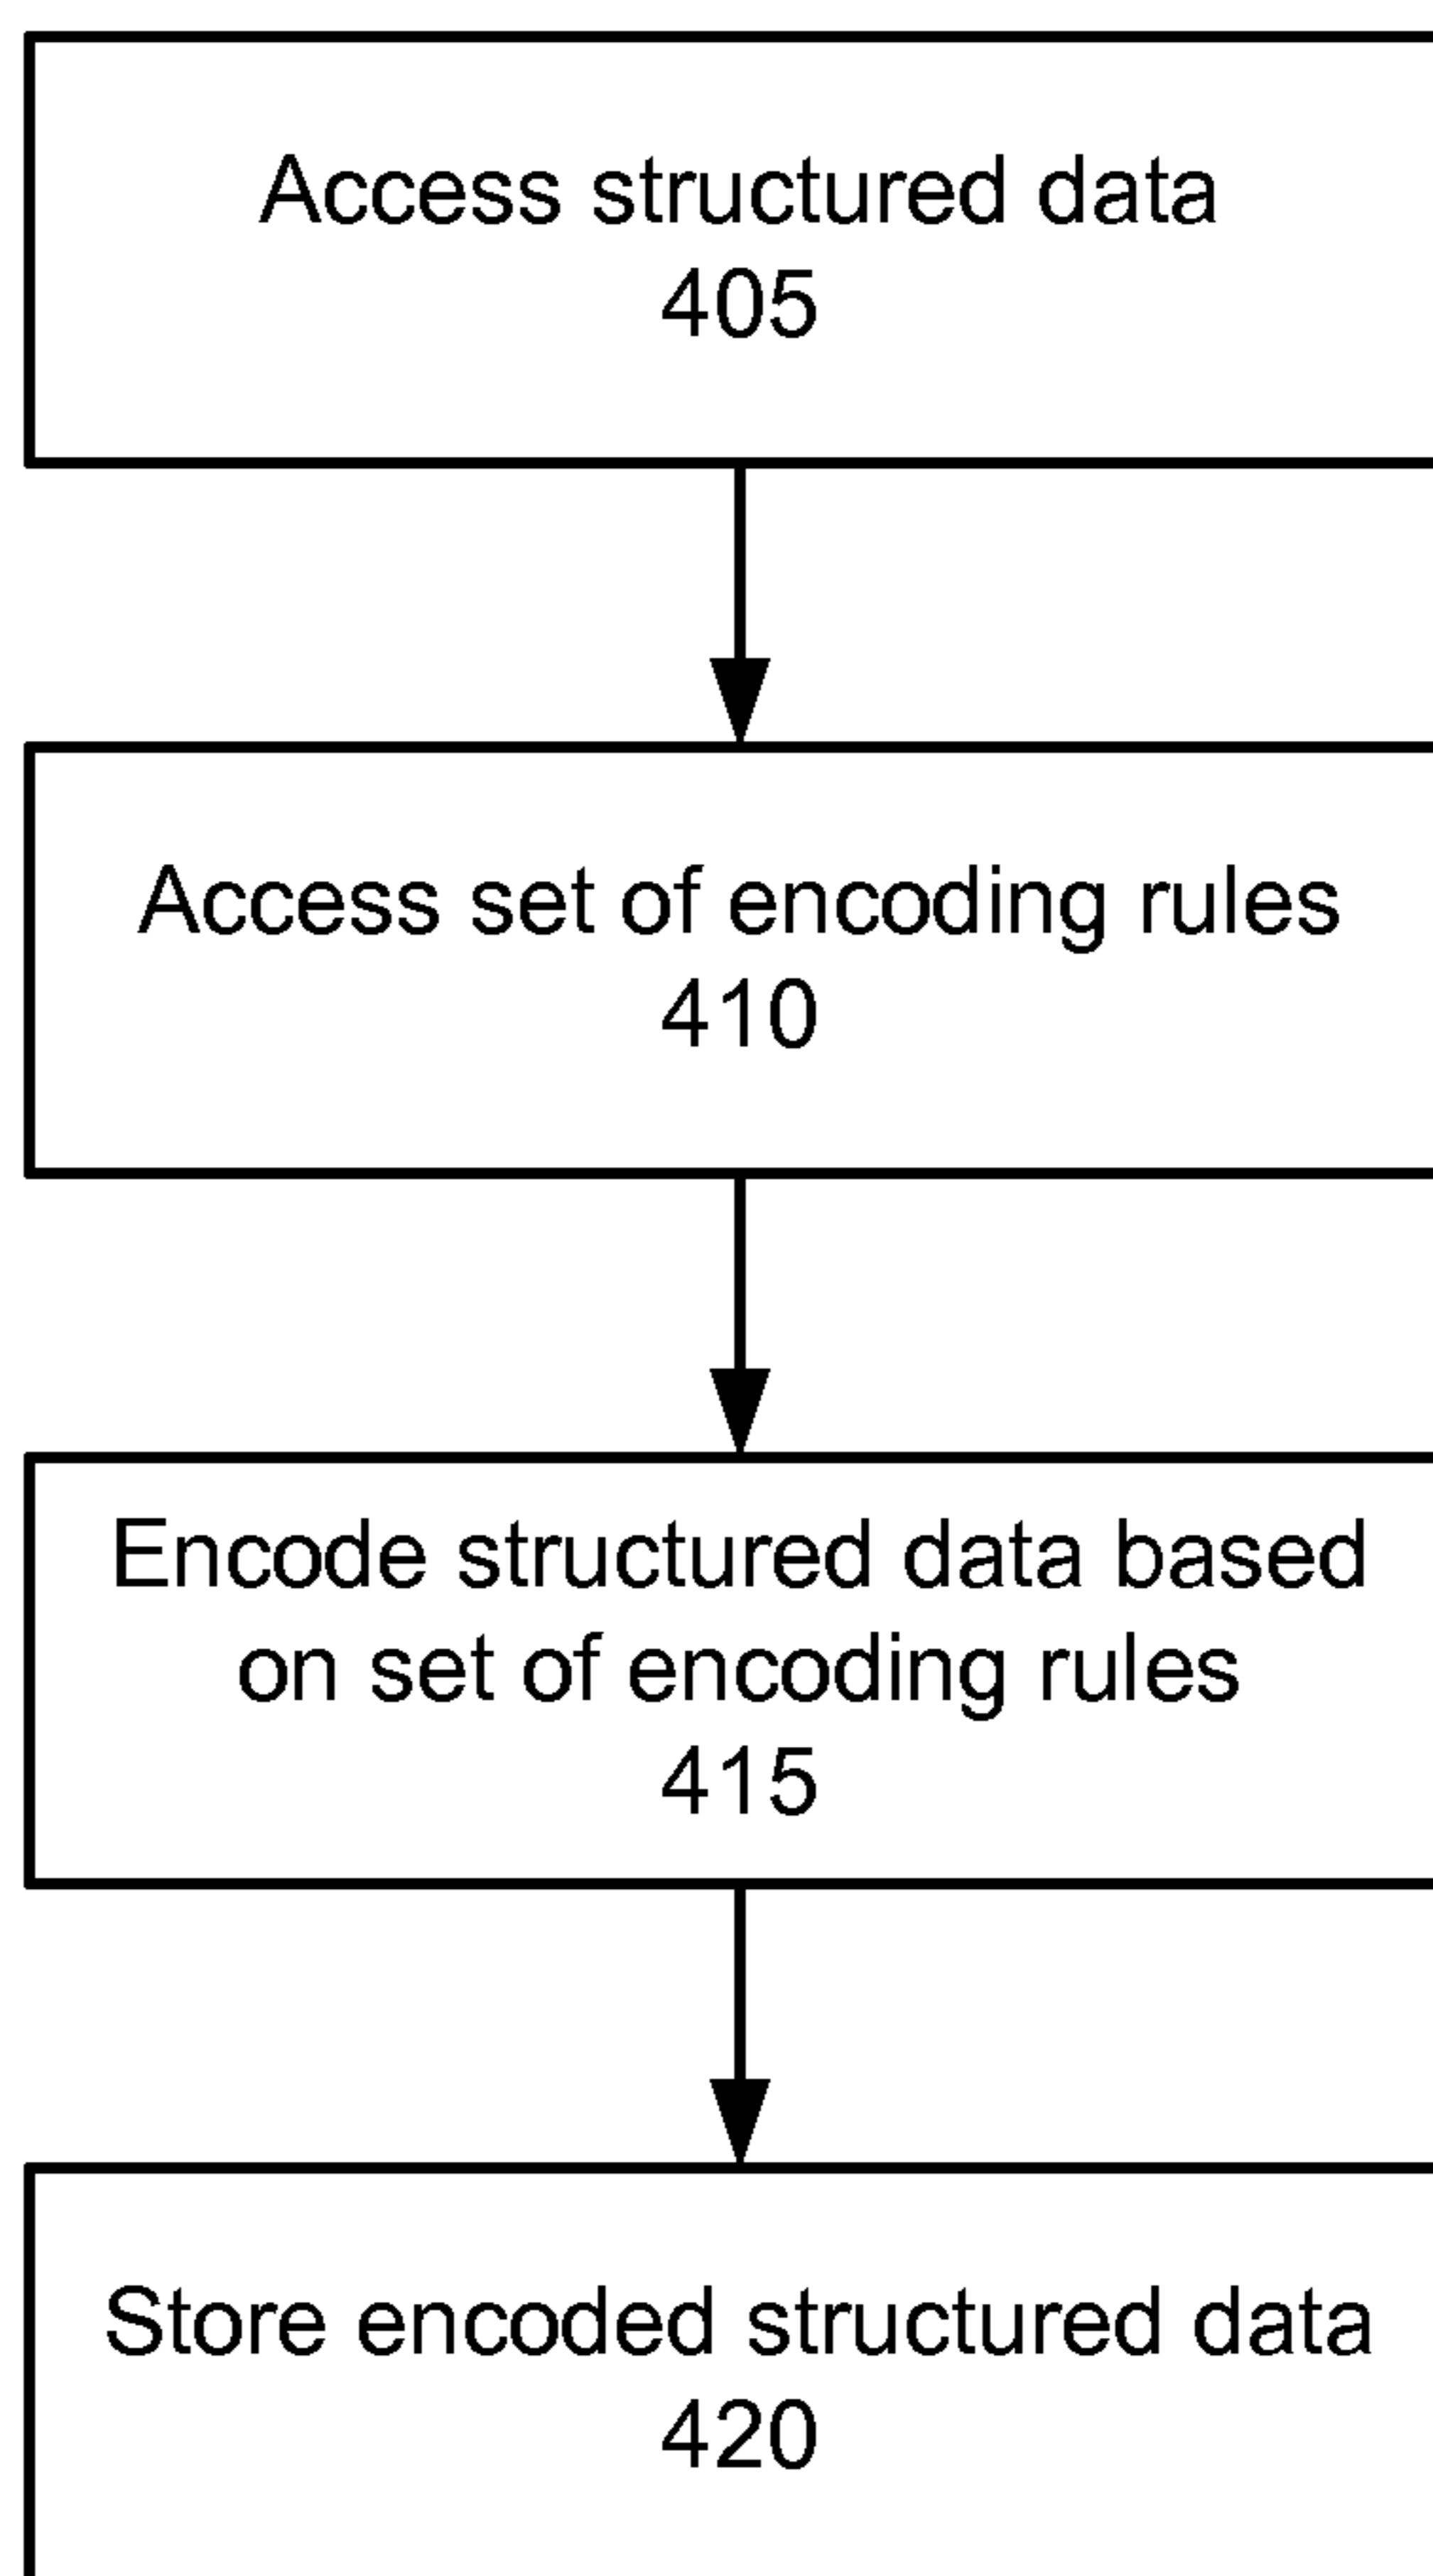 Access structured data
405
Access set of encoding rules
410
Encode structured data based
on set of encoding rules
415
Store encoded structured data
420